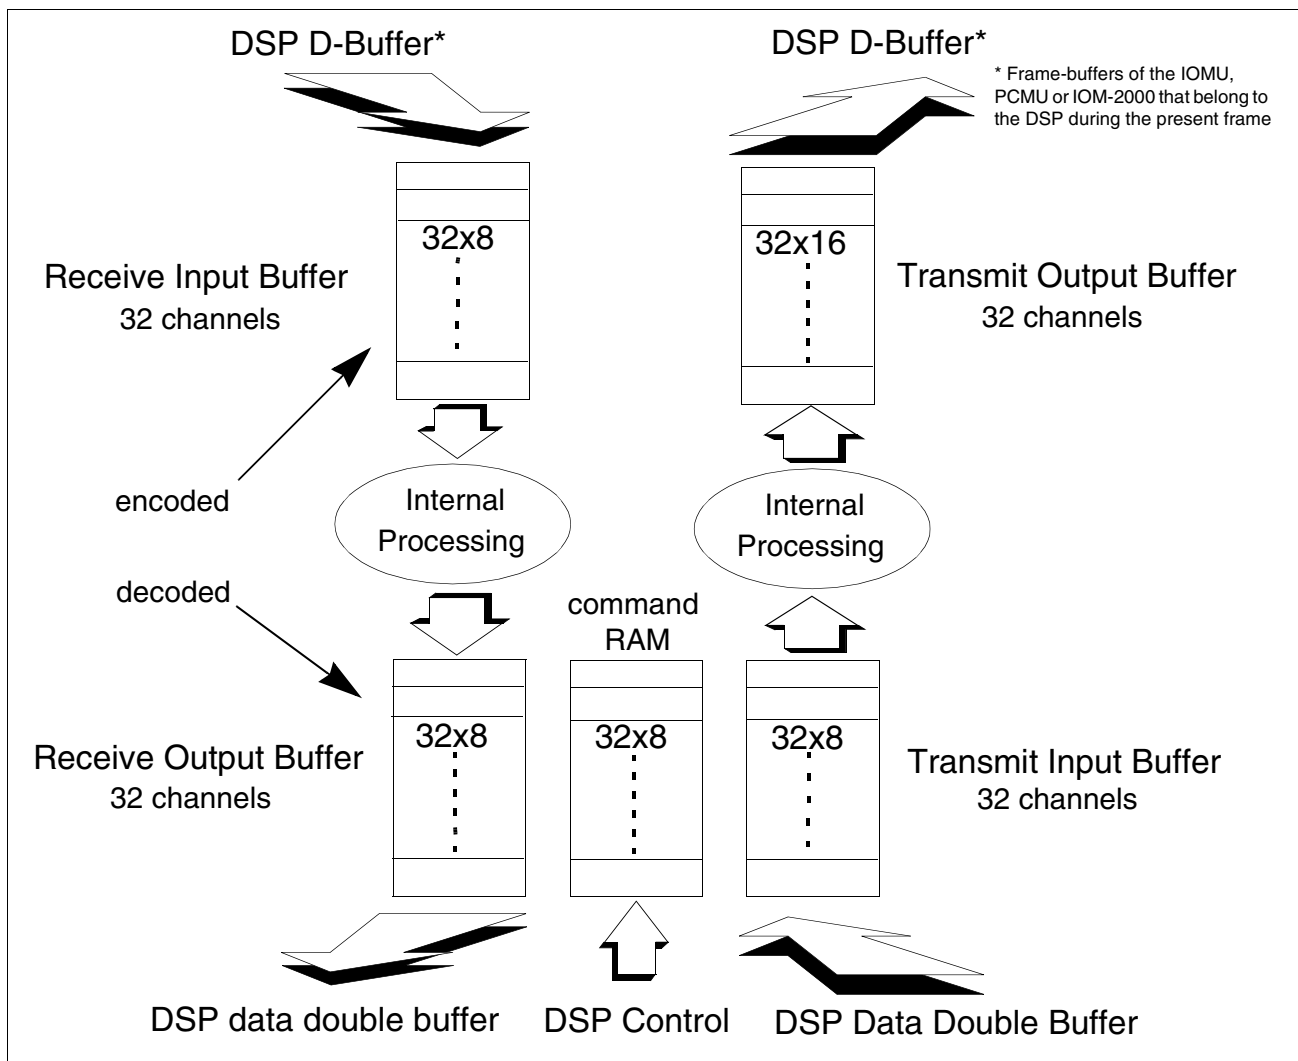 DSP D-Buffer*
DSP D-Buffer*
* Frame-buffers of the IOMU,
PCMU or IOM-2000 that belong to
the DSP during the present frame
32x8
32x16
Receive Input Buffer
32 channels
Transmit Output Buffer
32 channels
encoded
Internal
Processing
Internal
Processing
decoded
command
RAM
32x8
32x8
32x8
Receive Output Buffer
32 channels
Transmit Input Buffer
32 channels
DSP data double buffer
DSP Control
DSP Data Double Buffer